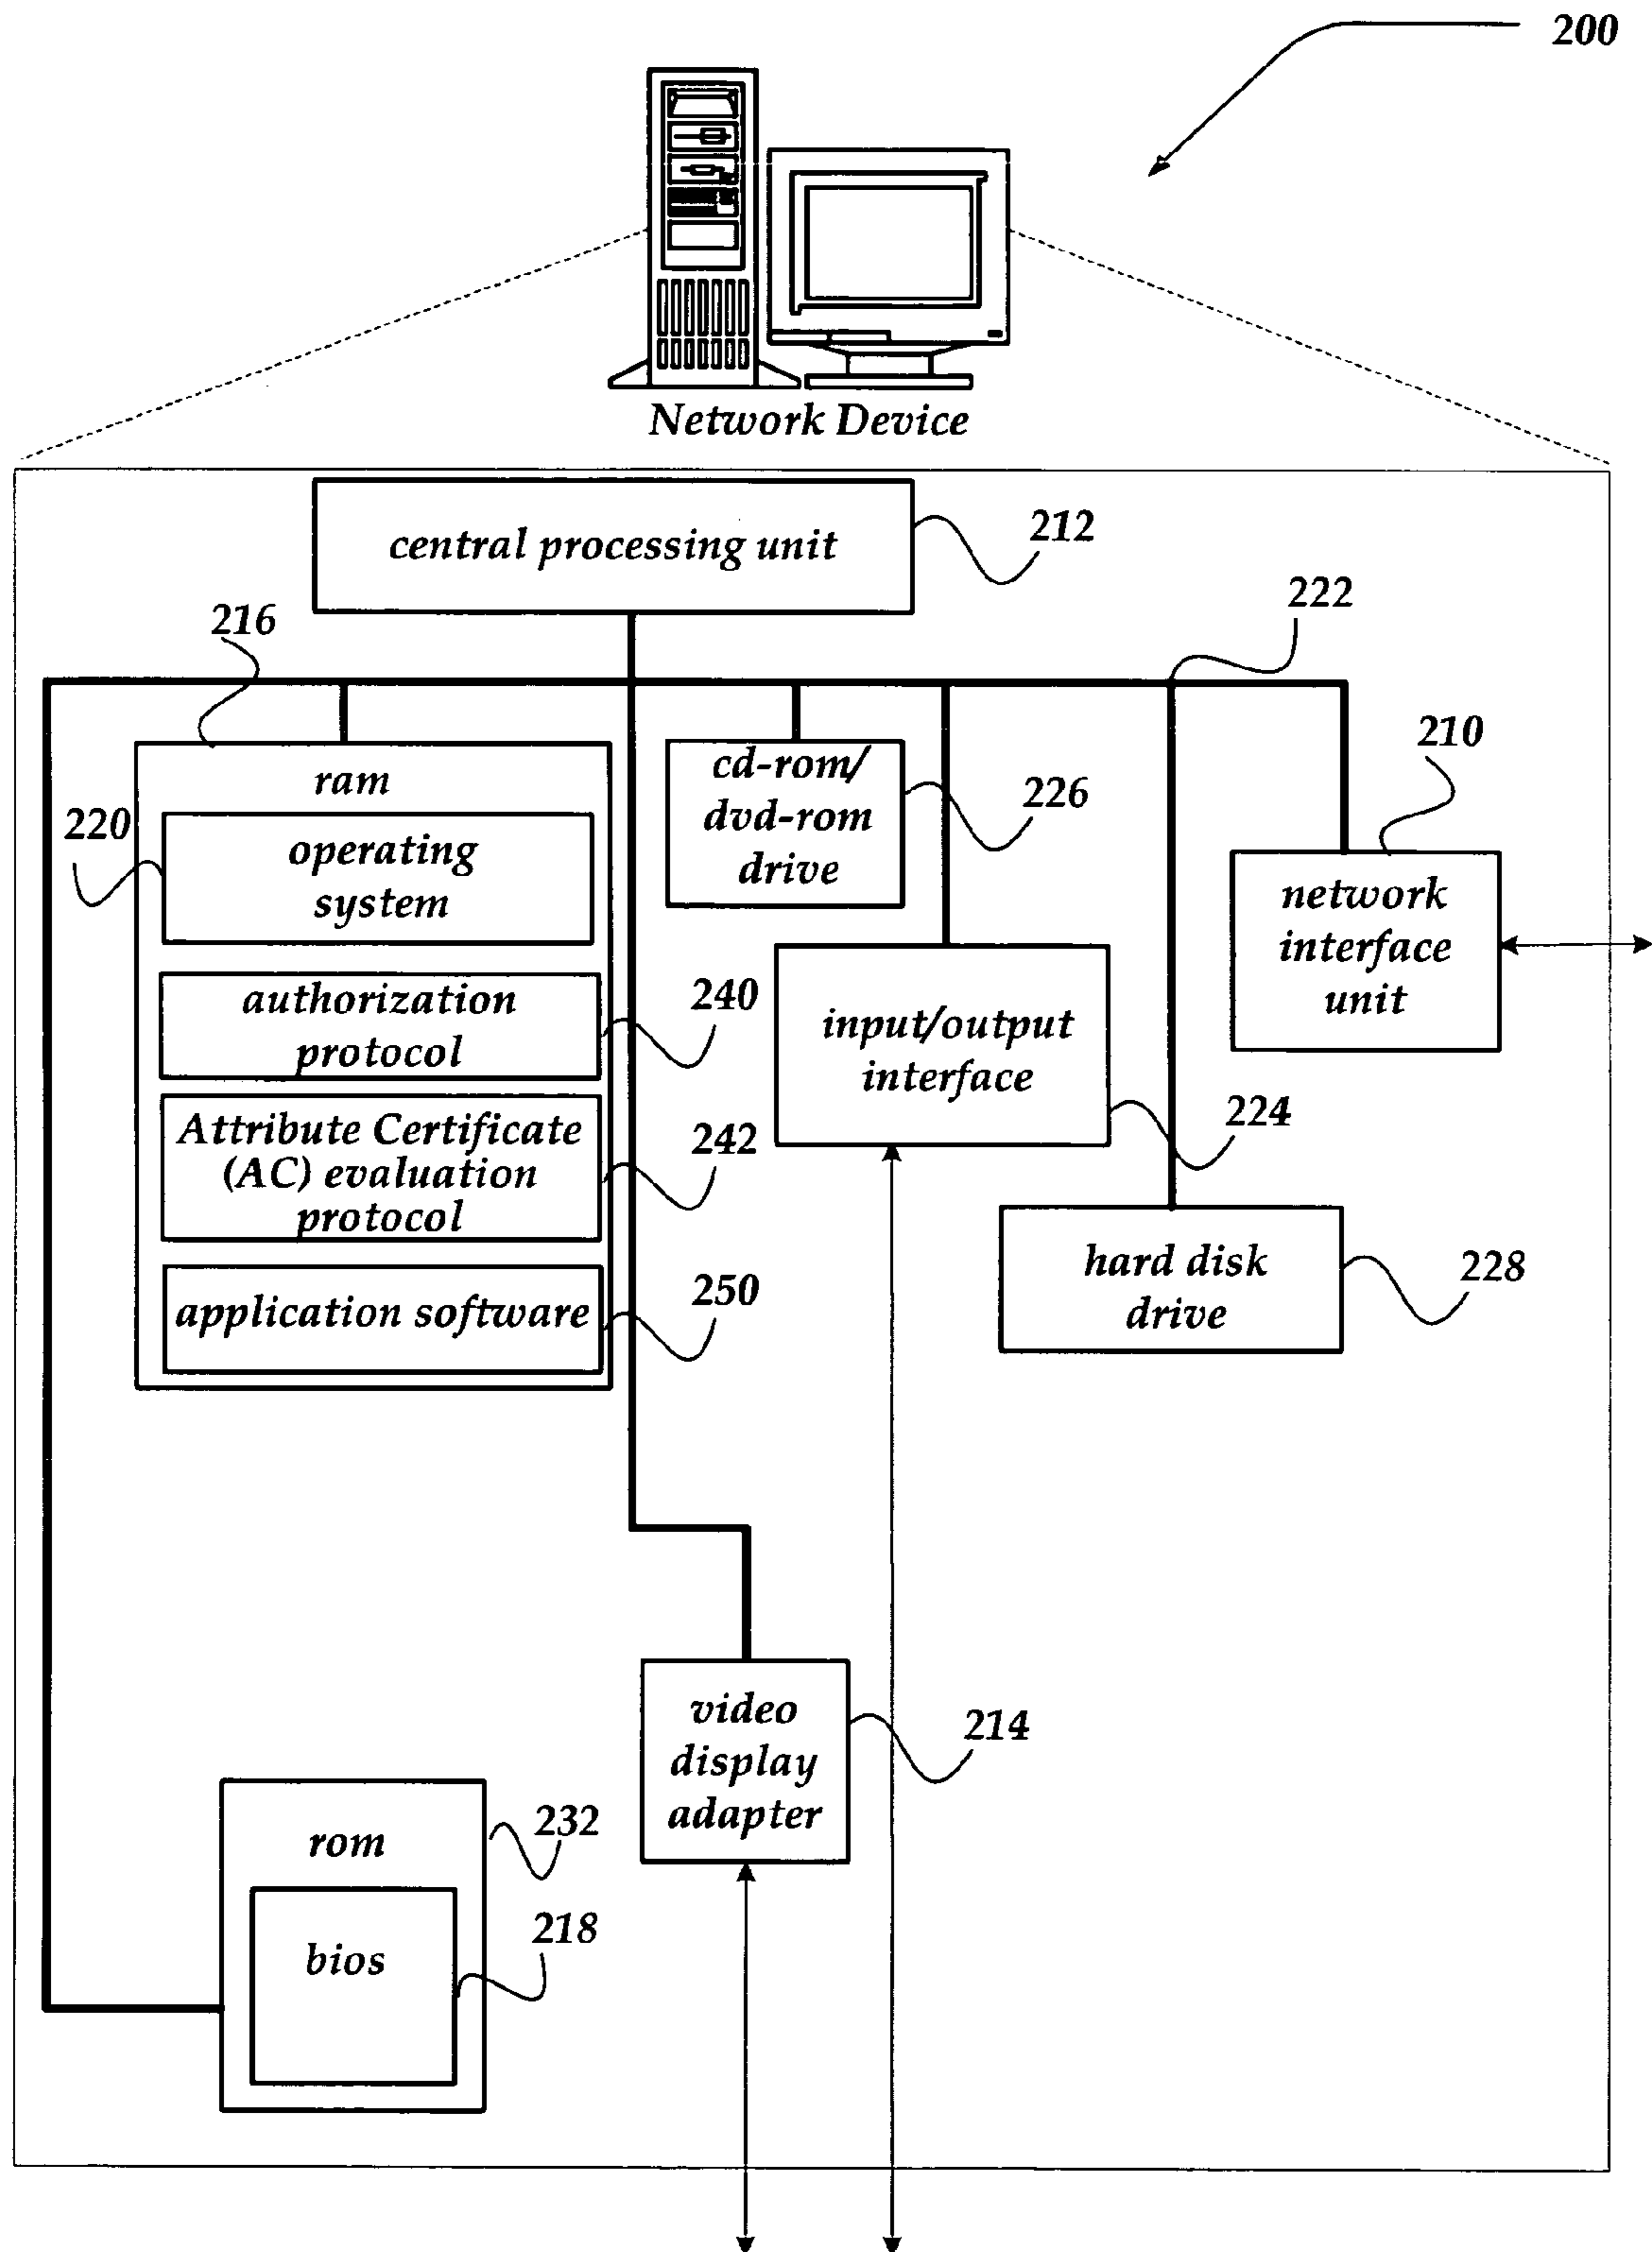 200
Network Device
central processing unit
212
222
216
210
ram
cd-rom/
dvd-rom
drive
226
220
operating
system
network
interface
unit
authorization
protocol
240
input/output
interface
224
Attribute Certificate
(AC) evaluation
protocol
242
hard disk
drive
228
application software
250
video
display
adapter
214
rom
232
bios
218